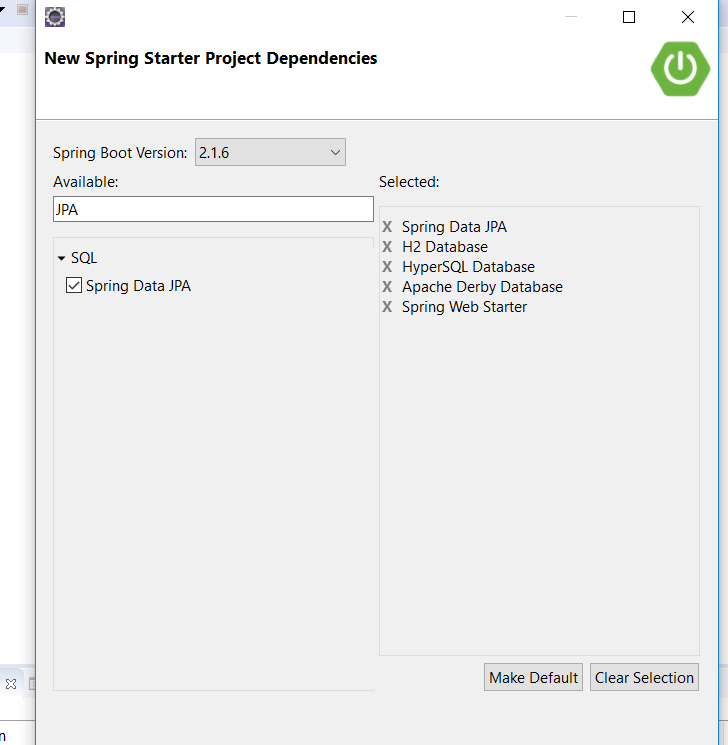 New Spring Starter Project Dependencies
Spring Boot Version: 2.1.6
Available:
JPA
SQL
Spring Data JPA
Selected:
X Spring Data JPA
X H2 Database
X HyperSQL Database
X Apache Derby Database
X Spring Web Starter
Make Default
Clear Selection